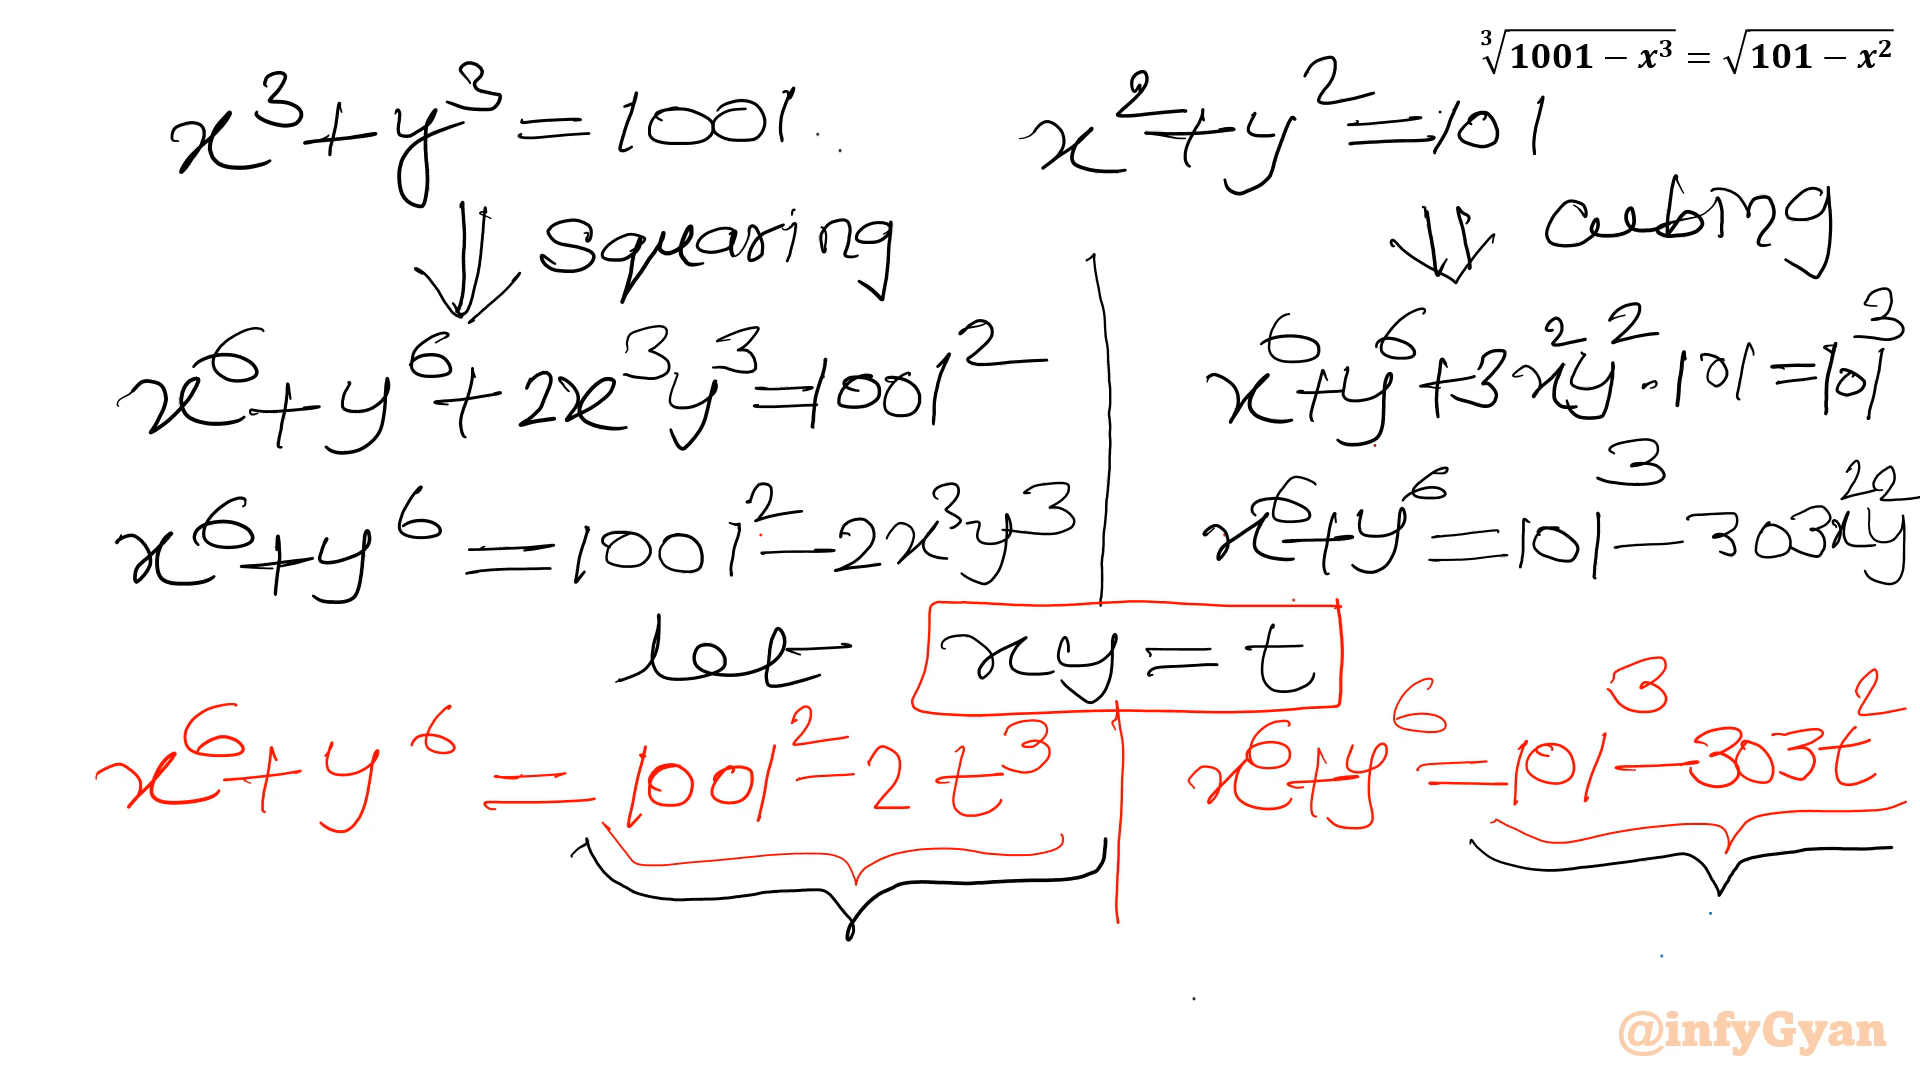 ∛(1001 − x³) = √(101 − x²)
x³ + y³ = 1001. x² + y² = 101
squaring cubing
x⁶ + y⁶ + 2x³y³ = 1001² x⁶ + y⁶ + 3x²y² · 101 = 101³
x⁶ + y⁶ = 1001² − 2x³y³ x⁶ + y⁶ = 101³ − 303x²y²
let xy = t
x⁶ + y⁶ = 1001² − 2t³ x⁶ + y⁶ = 101³ − 303t²
@infyGyan